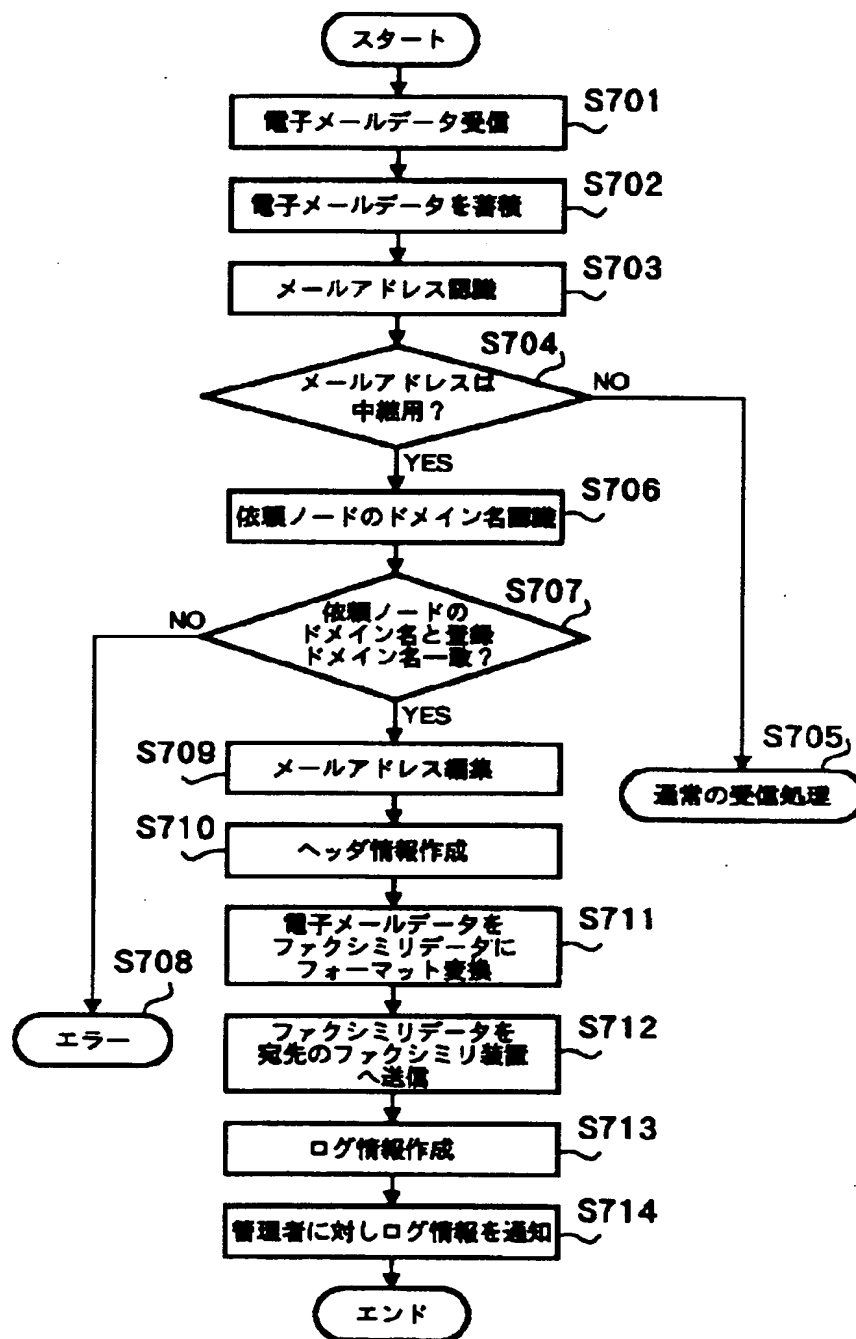 スタート
S701
電子メールデータ受信
S702
電子メールデータを蓄積
S703
メールアドレス認識
S704
メールアドレスは
中継用？
NO
YES
S706
依頼ノードのドメイン名認識
S707
NO
依頼ノードの
ドメイン名と登録
ドメイン名一致？
YES
S709
メールアドレス編集
S705
通常の受信処理
S710
ヘッダ情報作成
S711
電子メールデータを
ファクシミリデータに
フォーマット変換
S708
エラー
S712
ファクシミリデータを
宛先のファクシミリ装置
へ送信
S713
ログ情報作成
S714
管理者に対しログ情報を通知
エンド